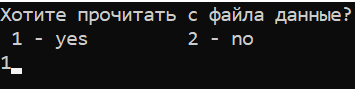 Хотите прочитать с файла данные?
1 - yes 2 - no
1